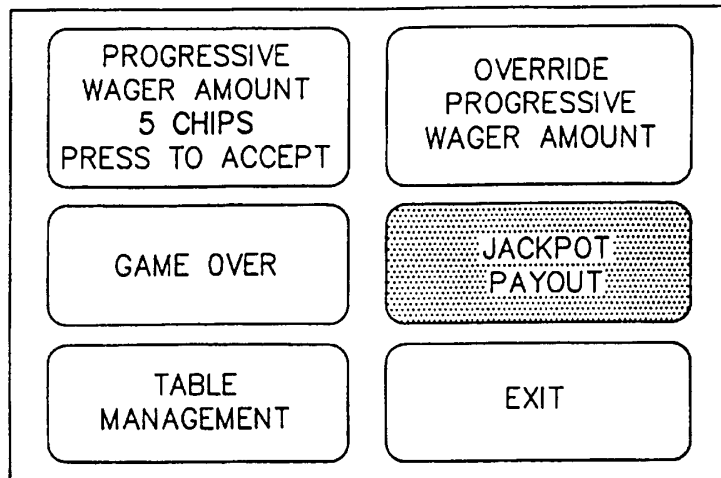 PROGRESSIVE
WAGER AMOUNT
5 CHIPS
PRESS TO ACCEPT
OVERRIDE
PROGRESSIVE
WAGER AMOUNT
GAME OVER
JACKPOT
PAYOUT
TABLE
MANAGEMENT
EXIT